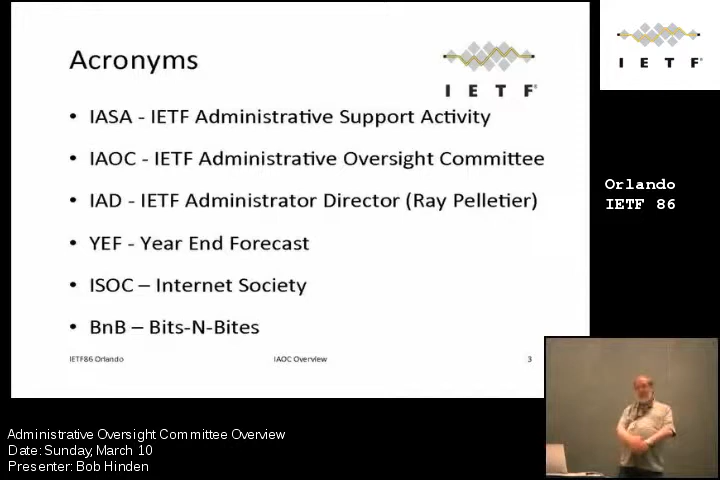 Acronyms
I E T F®
• IASA - IETF Administrative Support Activity
• IAOC - IETF Administrative Oversight Committee
• IAD - IETF Administrator Director (Ray Pelletier)
• YEF - Year End Forecast
• ISOC – Internet Society
• BnB – Bits-N-Bites
IETF86 Orlando IAOC Overview 3
I E T F®
Orlando
IETF 86
Administrative Oversight Committee Overview
Date: Sunday, March 10
Presenter: Bob Hinden